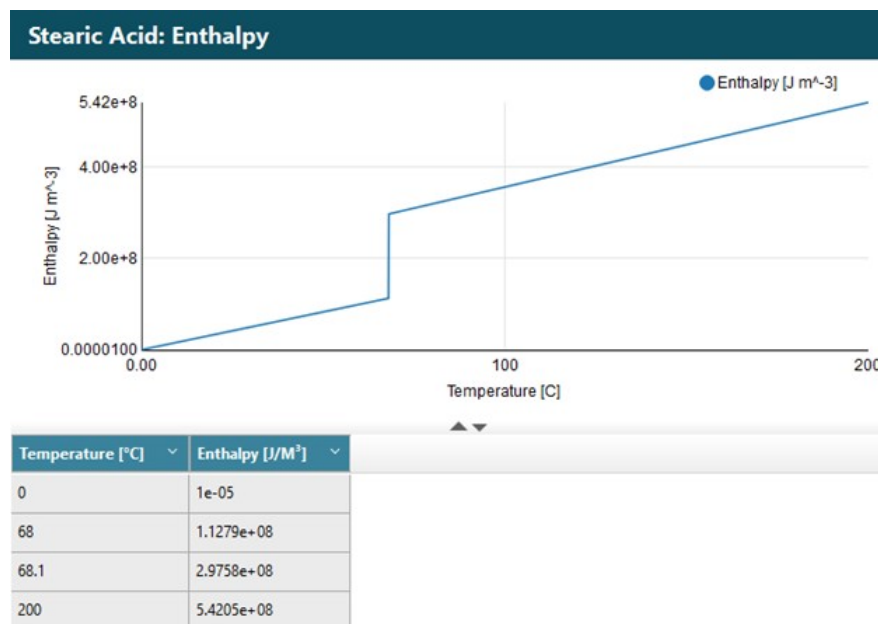 Stearic Acid: Enthalpy
Enthalpy [J m^-3]
5.42e+8
4.00e+8
2.00e+8
0.0000100
Enthalpy [J m^-3]
0.00 100 200
Temperature [C]
Temperature [°C] Enthalpy [J/M³]
0 1e-05
68 1.1279e+08
68.1 2.9758e+08
200 5.4205e+08